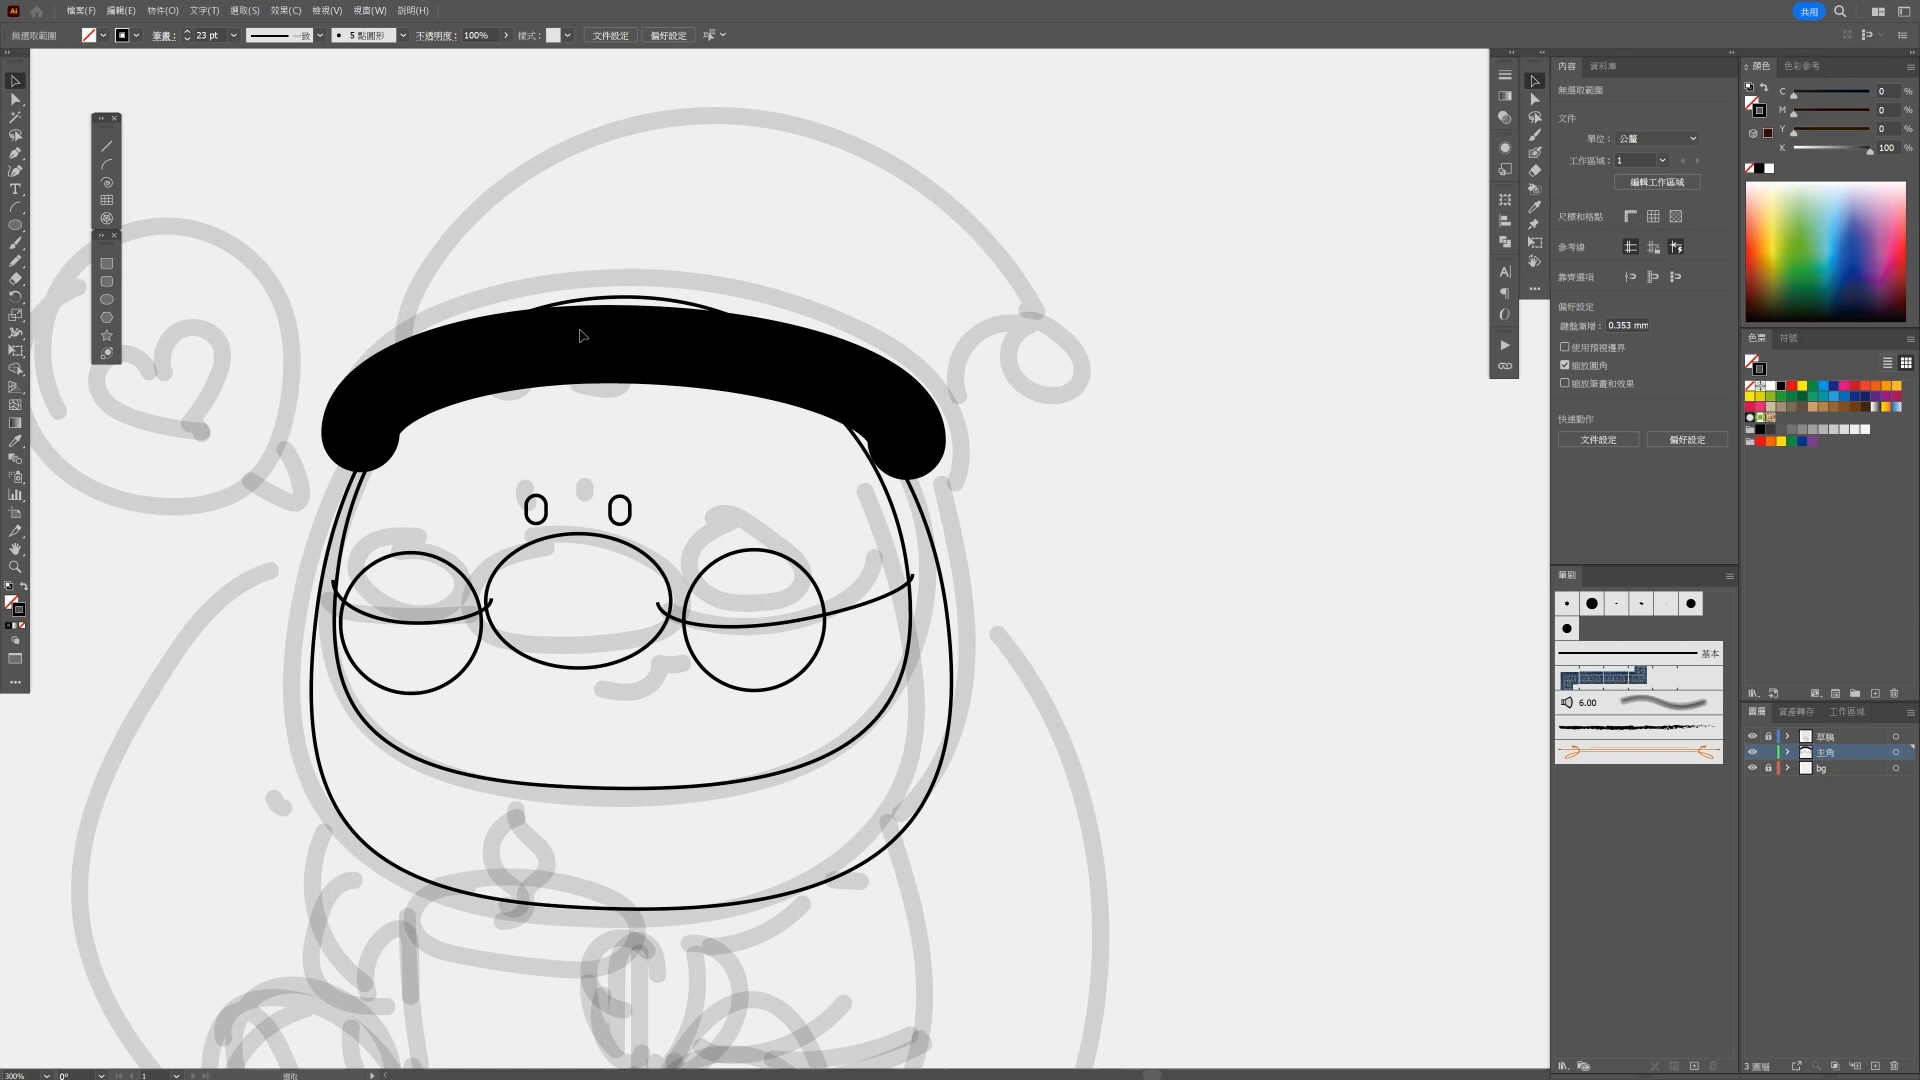 Ai 檔案(F) 編輯(E) 物件(O) 文字(T) 選取(S) 效果(C) 檢視(V) 視窗(W) 說明(H) 共用
無選取範圍 筆畫: 23 pt 一致 5 點圓形 不透明度: 100% 樣式: 文件設定 偏好設定
內容 資料庫
無選取範圍
文件
單位: 公釐
工作區域: 1
編輯工作區域
尺標和格點
參考線
靠齊選項
偏好設定
鍵盤漸增: 0.353 mm
使用預視邊界
縮放圓角
縮放筆畫和效果
快速動作
文件設定 偏好設定
筆刷
基本
6.00
顏色 色彩參考
C 0 %
M 0 %
Y 0 %
K 100 %
色票 符號
圖層 資產轉存 工作區域
草稿
主角
bg
3 圖層
300% 0° 1 選取